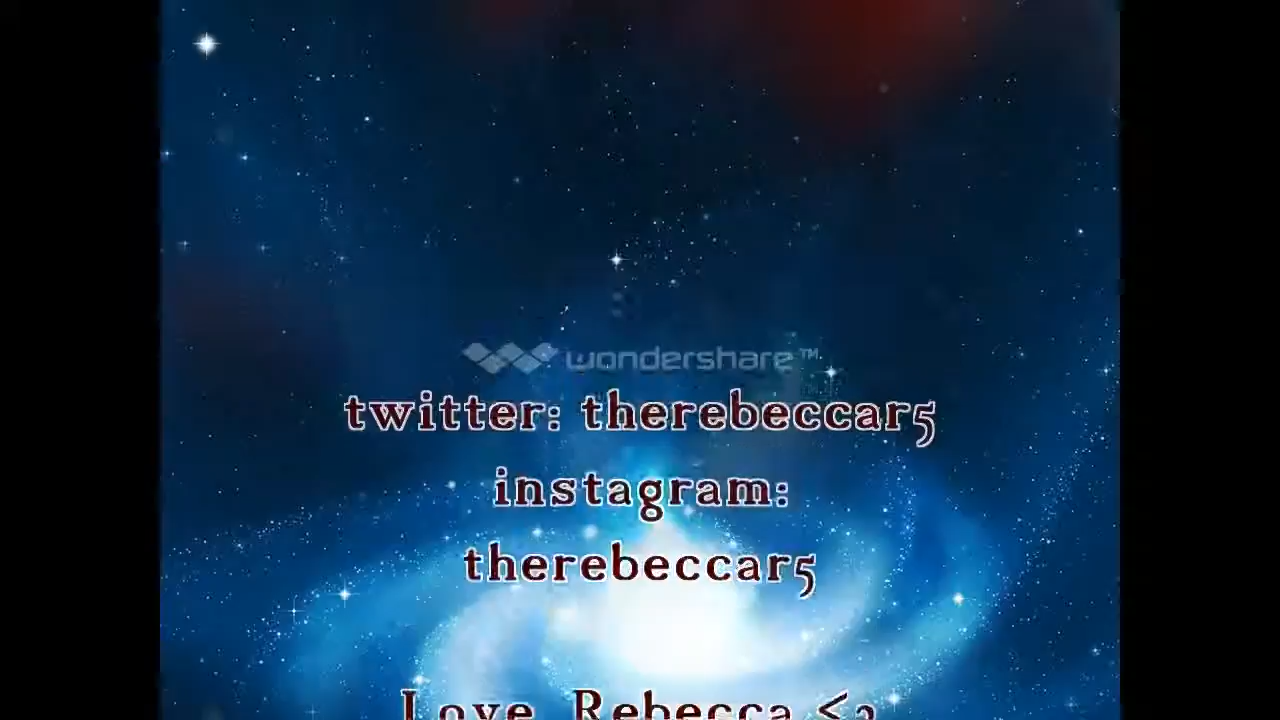 wondershare™
twitter: therebeccar5
instagram:
therebeccar5
Love, Rebecca <3